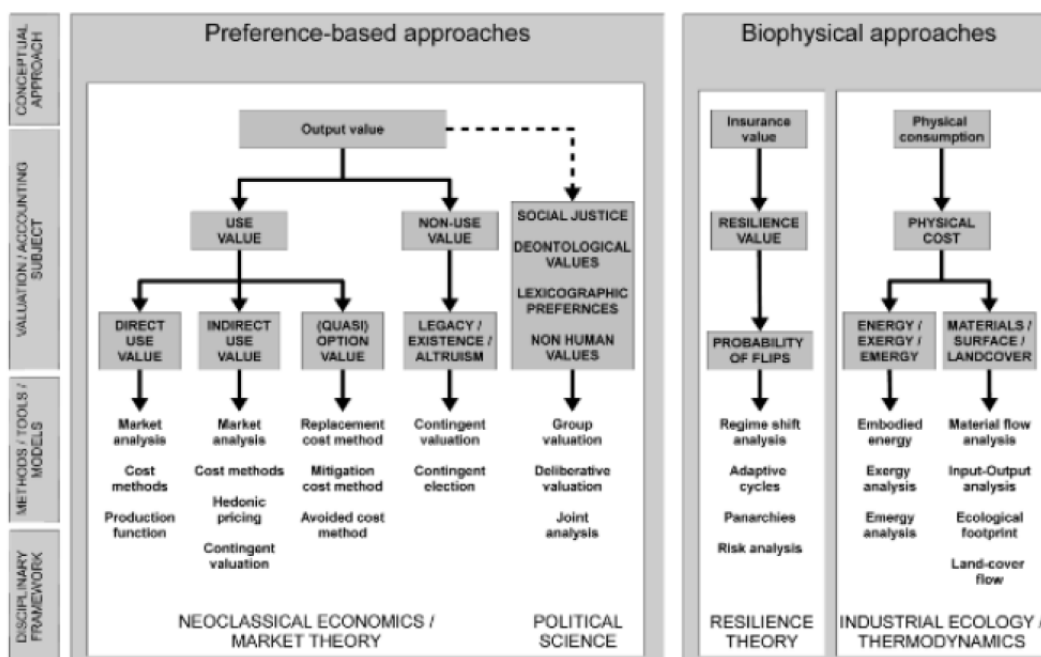 Preference-based approaches
Biophysical approaches
CONCEPTUAL
APPROACH
VALUATION / ACCOUNTING
SUBJECT
METHODS / TOOLS /
MODELS
DISCIPLINARY
FRAMEWORK
Output value
Insurance
value
Physical
consumption
USE
VALUE
NON-USE
VALUE
SOCIAL JUSTICE
DEONTOLOGICAL
VALUES
LEXICOGRAPHIC
PREFERNCES
NON HUMAN
VALUES
RESILIENCE
VALUE
PHYSICAL
COST
DIRECT
USE
VALUE
INDIRECT
USE
VALUE
(QUASI)
OPTION
VALUE
LEGACY /
EXISTENCE /
ALTRUISM
PROBABILITY
OF FLIPS
ENERGY /
EXERGY /
EMERGY
MATERIALS /
SURFACE /
LANDCOVER
Market
analysis
Cost
methods
Production
function
Market
analysis
Cost methods
Hedonic
pricing
Contingent
valuation
Replacement
cost method
Mitigation
cost method
Avoided cost
method
Contingent
valuation
Contingent
election
Group
valuation
Deliberative
valuation
Joint
analysis
Regime shift
analysis
Adaptive
cycles
Panarchies
Risk analysis
Embodied
energy
Exergy
analysis
Emergy
analysis
Material flow
analysis
Input-Output
analysis
Ecological
footprint
Land-cover
flow
NEOCLASSICAL ECONOMICS /
MARKET THEORY
POLITICAL
SCIENCE
RESILIENCE
THEORY
INDUSTRIAL ECOLOGY /
THERMODYNAMICS